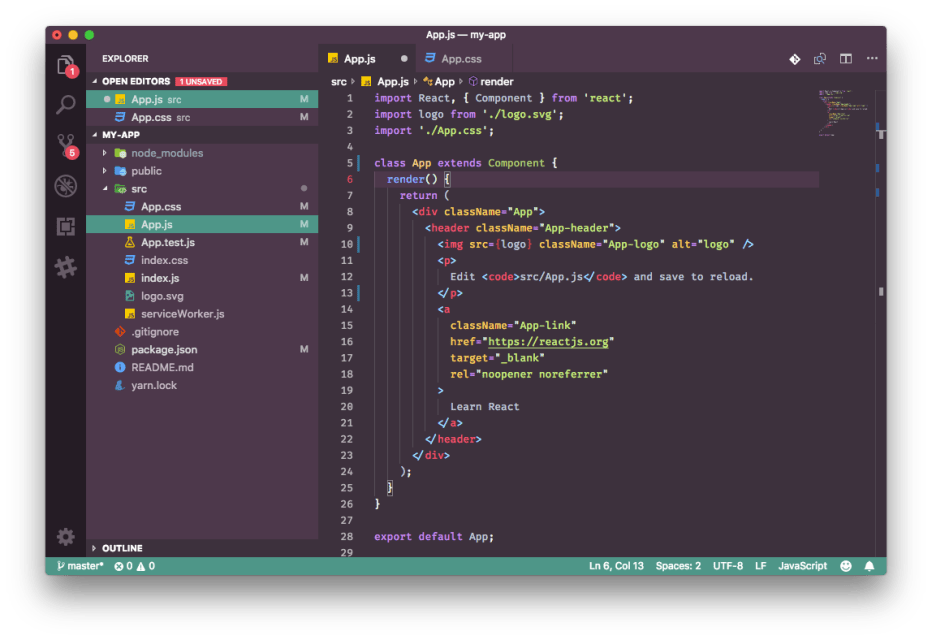 App.js — my-app
EXPLORER
OPEN EDITORS 1 UNSAVED
App.js src M
App.css src M
MY-APP
node_modules
public
src
App.css M
App.js M
App.test.js M
index.css
index.js M
logo.svg
serviceWorker.js
.gitignore
package.json M
README.md
yarn.lock
OUTLINE
1
5
App.js
App.css
src App.js App render
1 import React, { Component } from 'react';
2 import logo from './logo.svg';
3 import './App.css';
4
5 class App extends Component {
6 render() {
7 return (
8 <div className="App">
9 <header className="App-header">
10 <img src={logo} className="App-logo" alt="logo" />
11 <p>
12 Edit <code>src/App.js</code> and save to reload.
13 </p>
14 <a
15 className="App-link"
16 href="https://reactjs.org"
17 target="_blank"
18 rel="noopener noreferrer"
19 >
20 Learn React
21 </a>
22 </header>
23 </div>
24 );
25 }
26 }
27
28 export default App;
29
master* 0 0 Ln 6, Col 13 Spaces: 2 UTF-8 LF JavaScript